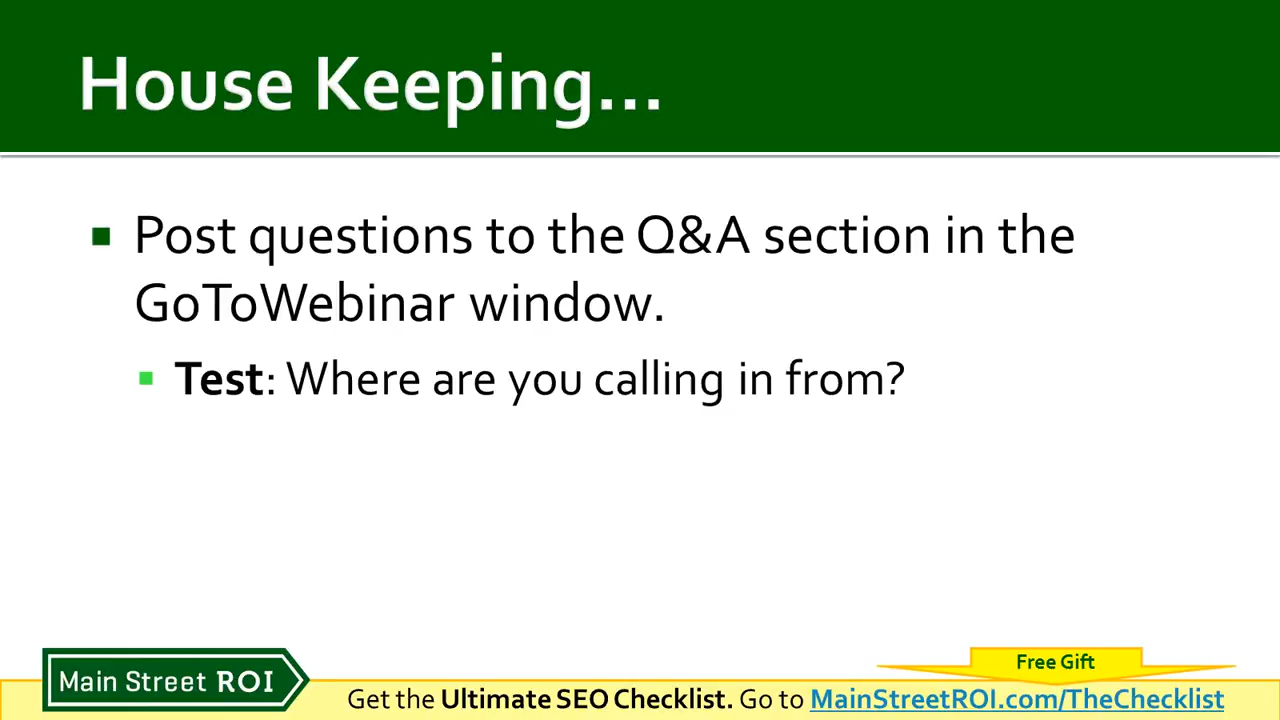 House Keeping...
Post questions to the Q&A section in the
GoToWebinar window.
Test: Where are you calling in from?
Free Gift
Main Street ROI
Get the Ultimate SEO Checklist. Go to MainStreetROI.com/TheChecklist